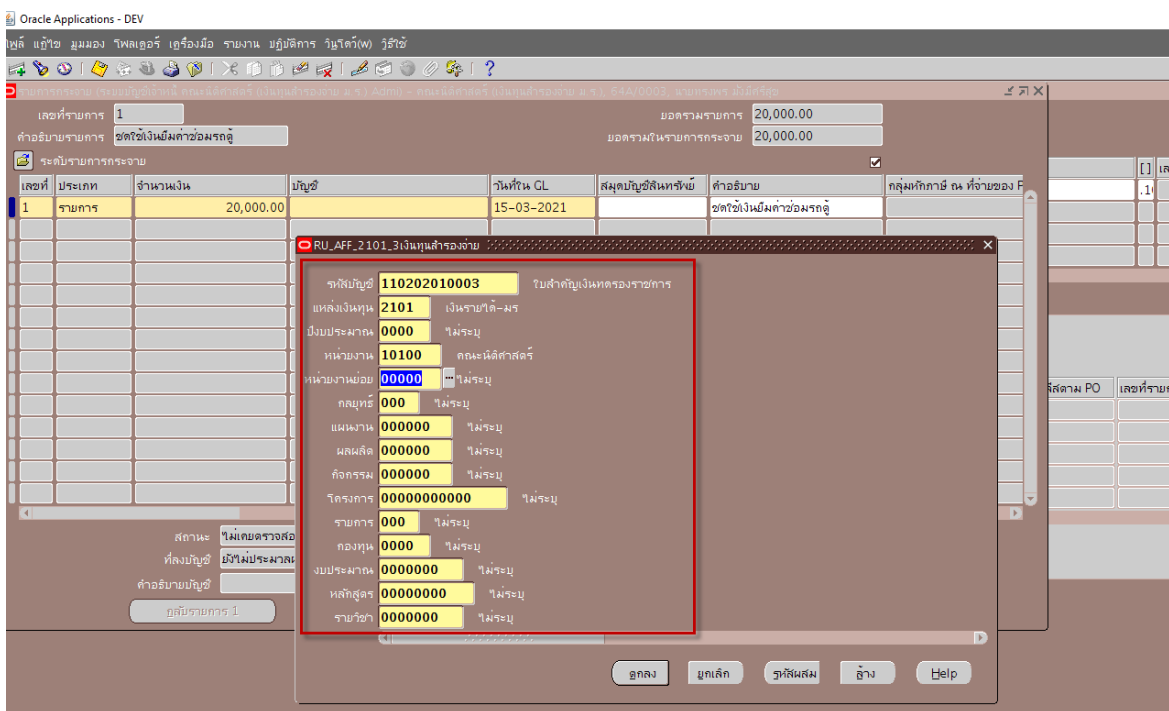 Oracle Applications - DEV
ไฟล์ แก้ไข มุมมอง โฟลเดอร์ เครื่องมือ รายงาน ปฏิบัติการ วินโดว์(W) วิธีใช้
เลขที่รายการ 1 ยอดรวมรายการ 20,000.00
คำอธิบายรายการ ชดใช้เงินยืมค่าซ่อมรถตู้ ยอดรวมในรายการกระจาย 20,000.00
ระดับรายการกระจาย
[ ]
เลขที่ ประเภท จำนวนเงิน บัญชี วันที่ใน GL สมุดบัญชีสินทรัพย์ คำอธิบาย กลุ่มหักภาษี ณ ที่จ่ายของ
1 รายการ 20,000.00 15-03-2021 ชดใช้เงินยืมค่าซ่อมรถตู้
RU_AFF_2101_3เงินทุนสำรองจ่าย
รหัสบัญชี 110202010003 ใบสำคัญเงินทดรองราชการ
แหล่งเงินทุน 2101 เงินรายได้-มร
ปีงบประมาณ 0000 ไม่ระบุ
หน่วยงาน 10100 คณะนิติศาสตร์
หน่วยงานย่อย 00000 ไม่ระบุ
กลยุทธ์ 000 ไม่ระบุ
แผนงาน 000000 ไม่ระบุ
ผลผลิต 000000 ไม่ระบุ
กิจกรรม 000000 ไม่ระบุ
โครงการ 00000000000 ไม่ระบุ
รายการ 000 ไม่ระบุ
กองทุน 0000 ไม่ระบุ
งบประมาณ 0000000 ไม่ระบุ
หลักสูตร 00000000 ไม่ระบุ
รายวิชา 0000000 ไม่ระบุ
ตาม PO
สถานะ
ที่ลงบัญชี
คำอธิบายบัญชี
กลับรายการ 1
ตกลง ยกเลิก รหัสผสม ล้าง Help